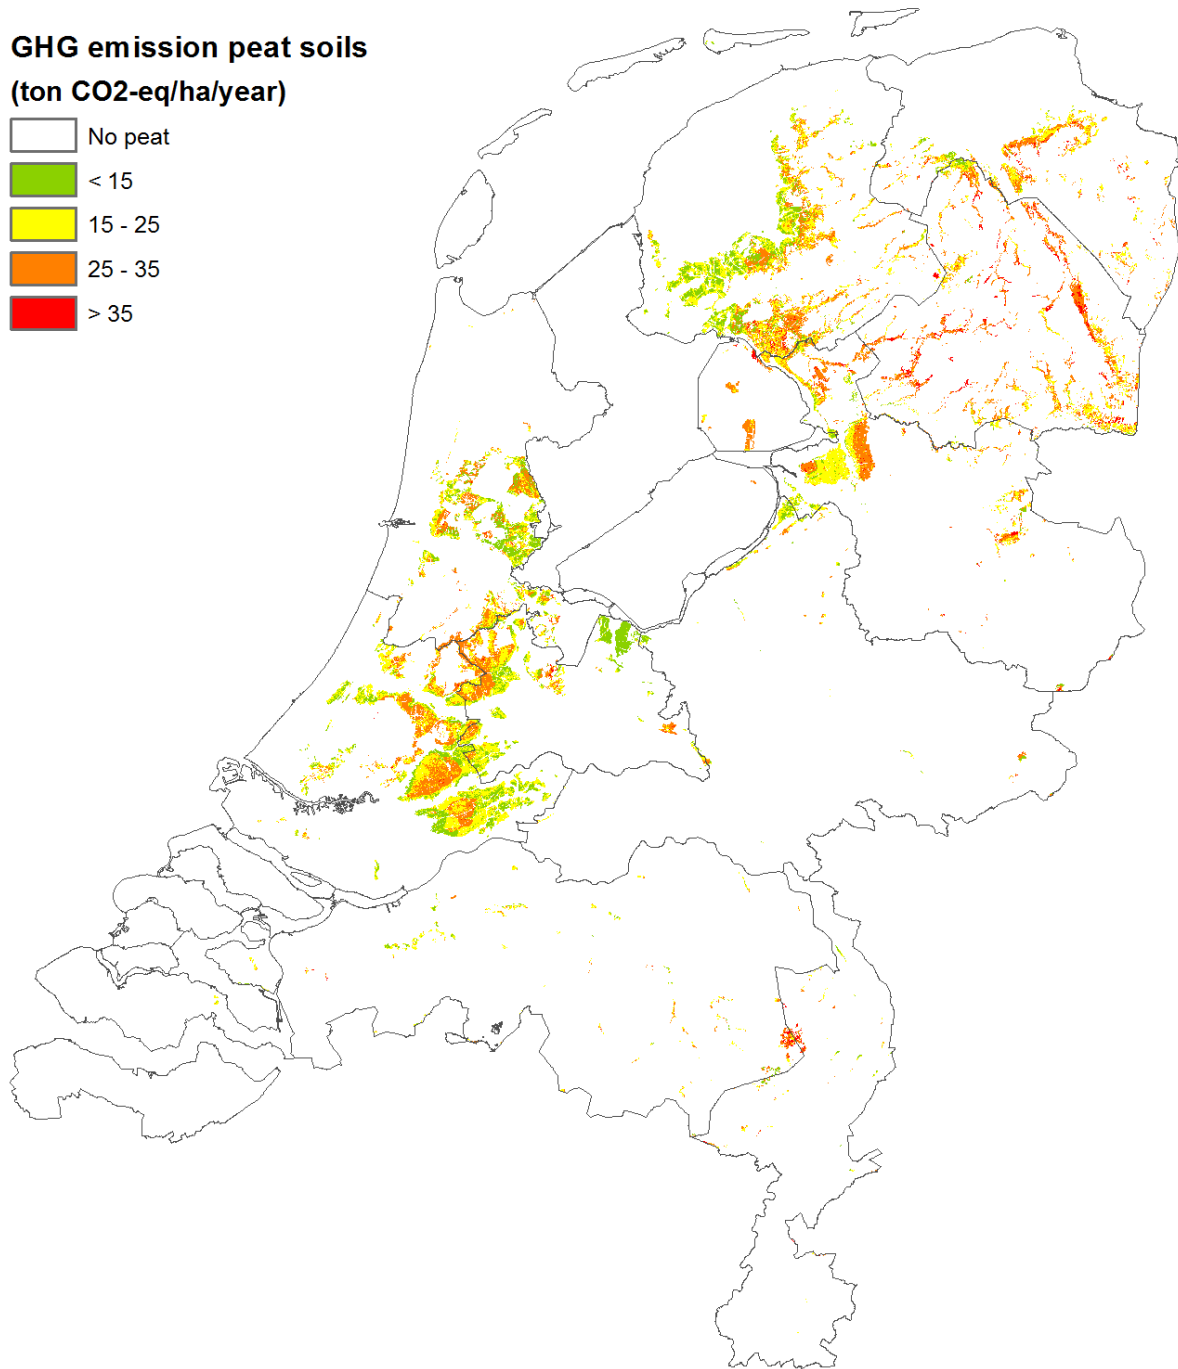 GHG emission peat soils
(ton CO2-eq/ha/year)
No peat
< 15
15 - 25
25 - 35
> 35